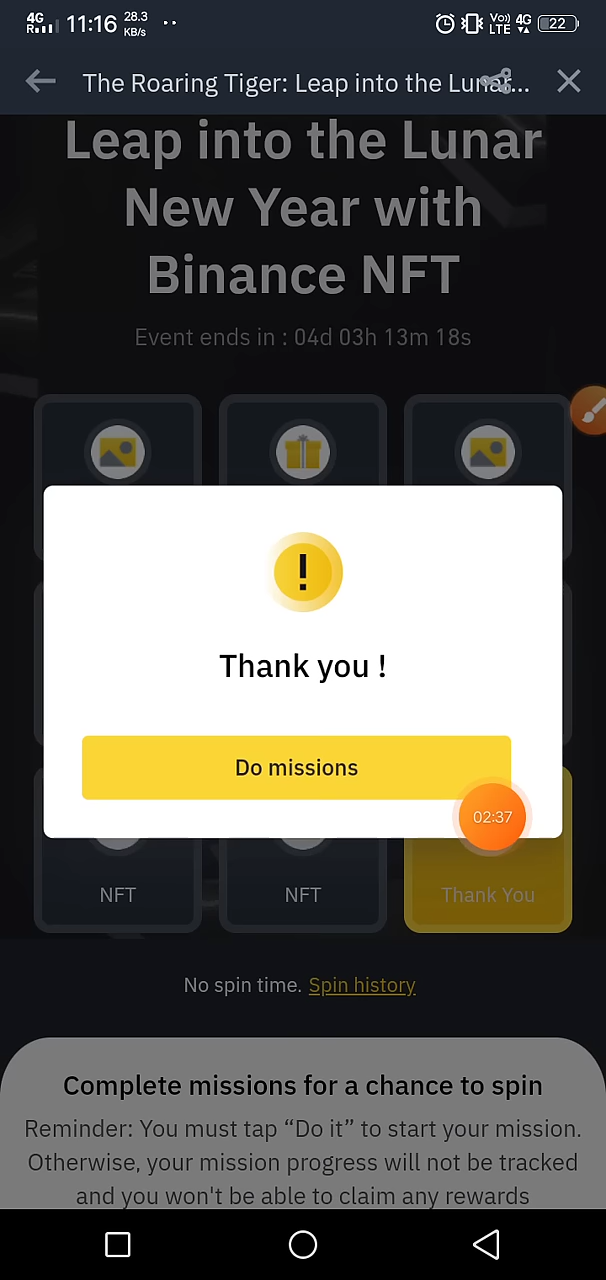 4G
R
11:16
28.3
KB/s
Vo))
LTE
4G
22
The Roaring Tiger: Leap into the Lunar...
Leap into the Lunar
New Year with
Binance NFT
Event ends in : 04d 03h 13m 18s
!
Thank you !
Do missions
02:37
NFT
NFT
Thank You
No spin time. Spin history
Complete missions for a chance to spin
Reminder: You must tap “Do it” to start your mission.
Otherwise, your mission progress will not be tracked
and you won't be able to claim any rewards